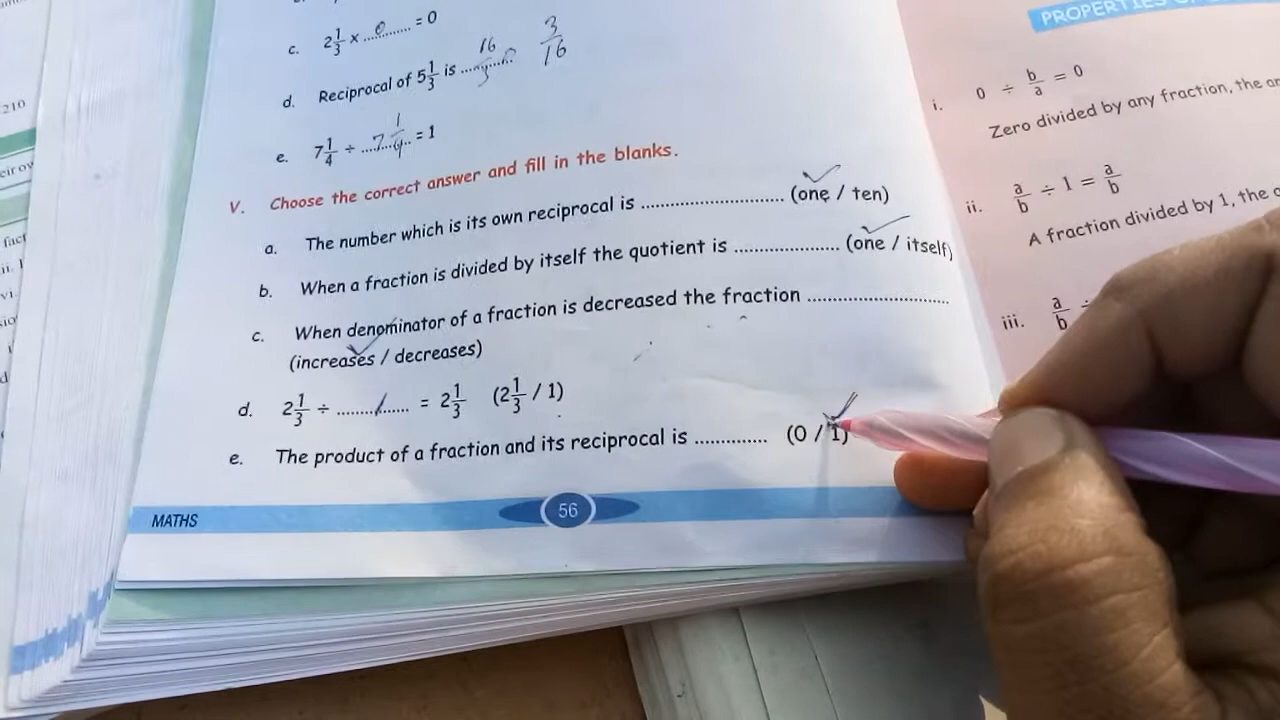 c. 2 1/3 × ...0... = 0
d. Reciprocal of 5 1/3 is ...16/3... 3/16
e. 7 1/4 ÷ ...7 1/4... = 1
V. Choose the correct answer and fill in the blanks.
a. The number which is its own reciprocal is .......................... (one / ten)
b. When a fraction is divided by itself the quotient is ................... (one / itself)
c. When denominator of a fraction is decreased the fraction .........................
(increases / decreases)
d. 2 1/3 ÷ ........1...... = 2 1/3 (2 1/3 / 1)
e. The product of a fraction and its reciprocal is ............. (0 / 1)
MATHS
56
210
PROPERTIES
i. 0 ÷ b/a = 0
Zero divided by any fraction, the
ii. a/b ÷ 1 = a/b
A fraction divided by 1, the
iii. a/b ÷